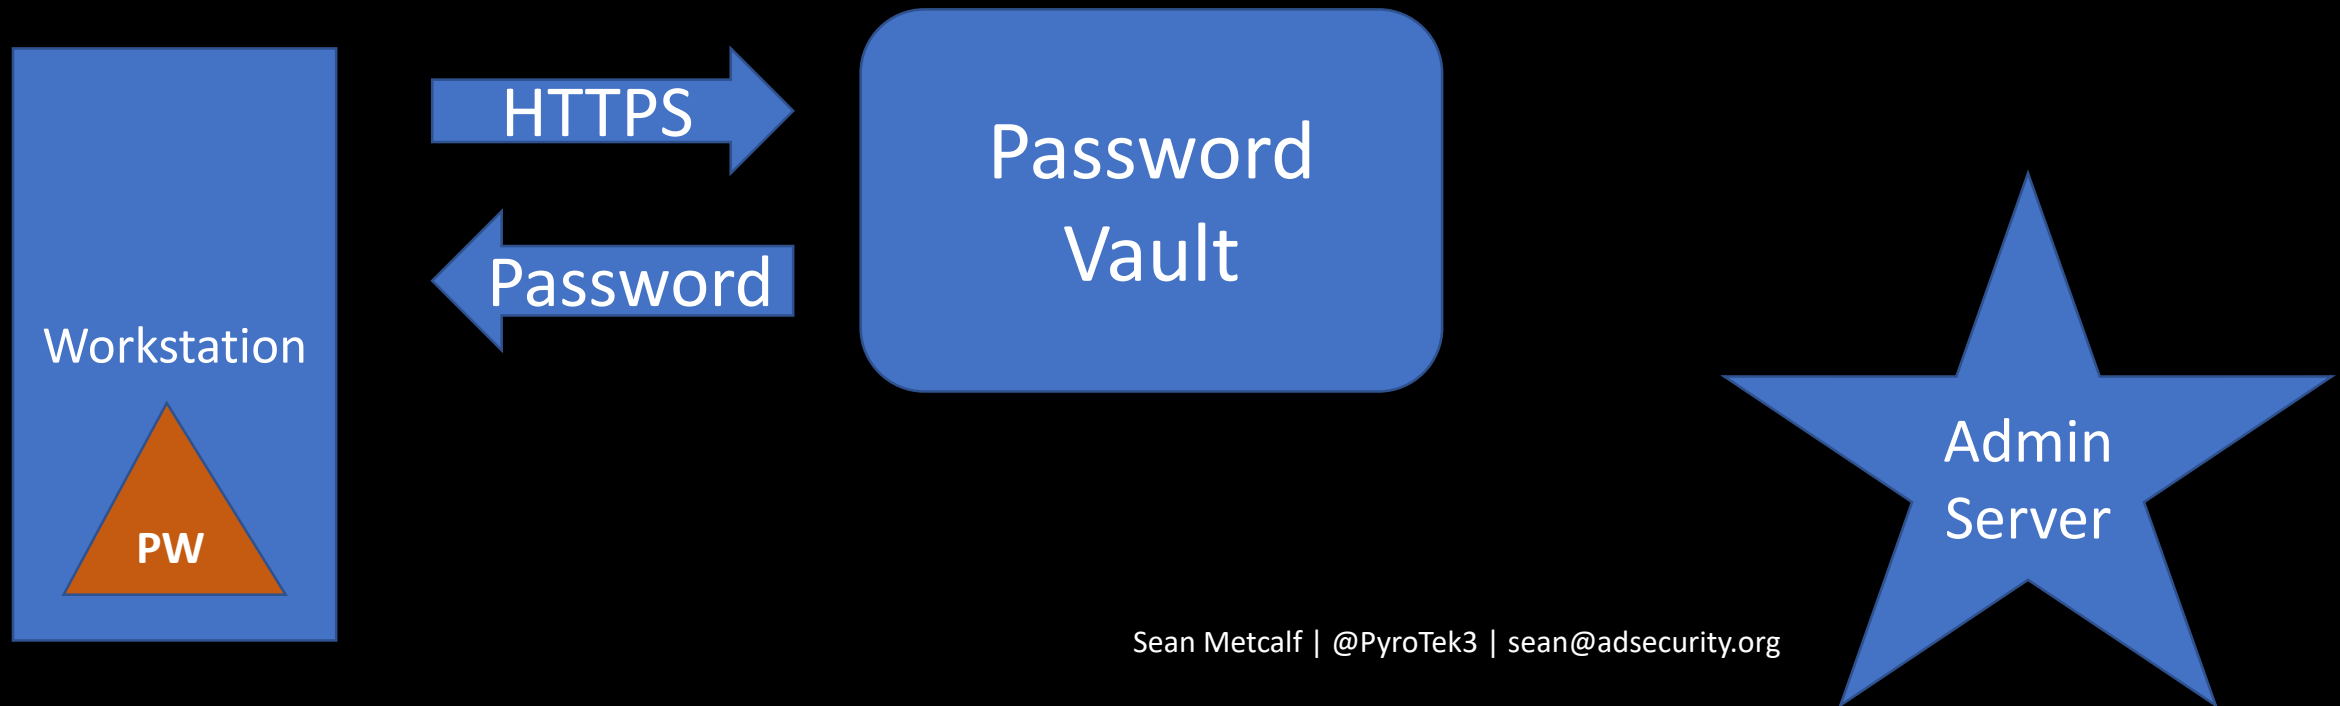 HTTPS
Password
Workstation
PW
Password
Vault
Admin
Server
Sean Metcalf | @PyroTek3 | sean@adsecurity.org